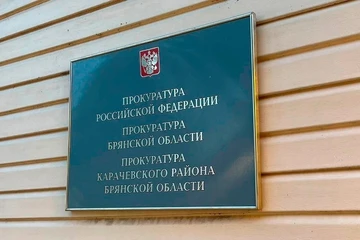 ПРОКУРАТУРА
РОССИЙСКОЙ ФЕДЕРАЦИИ
ПРОКУРАТУРА
БРЯНСКОЙ ОБЛАСТИ
ПРОКУРАТУРА
КАРАЧЕВСКОГО РАЙОНА
БРЯНСКОЙ ОБЛАСТИ